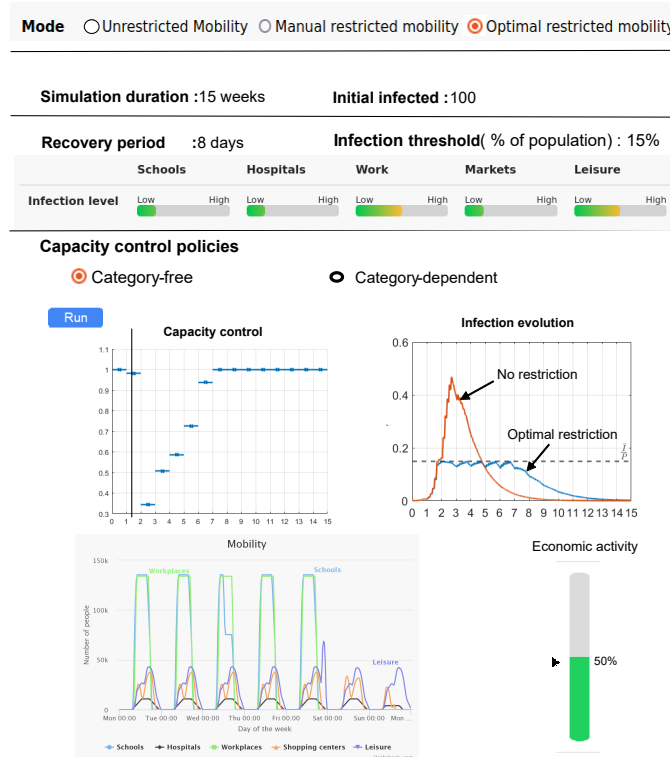 Mode Unrestricted Mobility Manual restricted mobility Optimal restricted mobility
Simulation duration :15 weeks Initial infected :100
Recovery period :8 days Infection threshold( % of population) : 15%
Schools Hospitals Work Markets Leisure
Infection level Low High Low High Low High Low High Low High
Capacity control policies
Category-free Category-dependent
Run
Capacity control
1.1
1
0.9
0.8
0.7
0.6
0.5
0.4
0.3
0 1 2 3 4 5 6 7 8 9 10 11 12 13 14 15
Infection evolution
0.6
0.4
0.2
0
No restriction
Optimal restriction
0 1 2 3 4 5 6 7 8 9 10 11 12 13 14 15
Mobility
150k
100k
50k
0
Number of people
Workplaces Schools
Leisure
Mon 00:00 Tue 00:00 Wed 00:00 Thu 00:00 Fri 00:00 Sat 00:00 Sun 00:00 Mon ...
Day of the week
Schools Hospitals Workplaces Shopping centers Leisure
Economic activity
50%